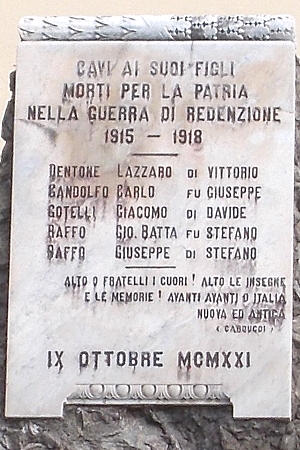 CAVI AI SUOI FIGLI
MORTI PER LA PATRIA
NELLA GUERRA DI REDENZIONE
1915 — 1918
DENTONE LAZZARO DI VITTORIO
GANDOLFO CARLO FU GIUSEPPE
GOTELLI GIACOMO DI DAVIDE
RAFFO GIO. BATTA FU STEFANO
RAFFO GIUSEPPE DI STEFANO
ALTO O FRATELLI I CUORI! ALTO LE INSEGNE
E LE MEMORIE! AVANTI AVANTI O ITALIA
NUOVA ED ANTICA
(CARDUCCI)
IX OTTOBRE MCMXXI